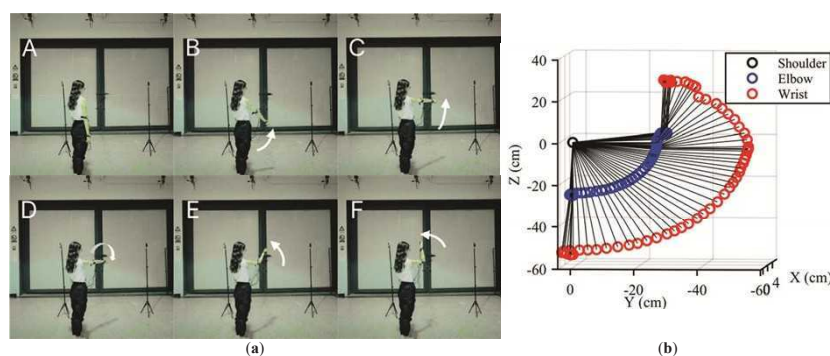 A
B
C
D
E
F
(a)
40
20
0
-20
-40
-60
Z (cm)
0
-20
-40
-60
Y (cm)
4
X (cm)
Shoulder
Elbow
Wrist
(b)